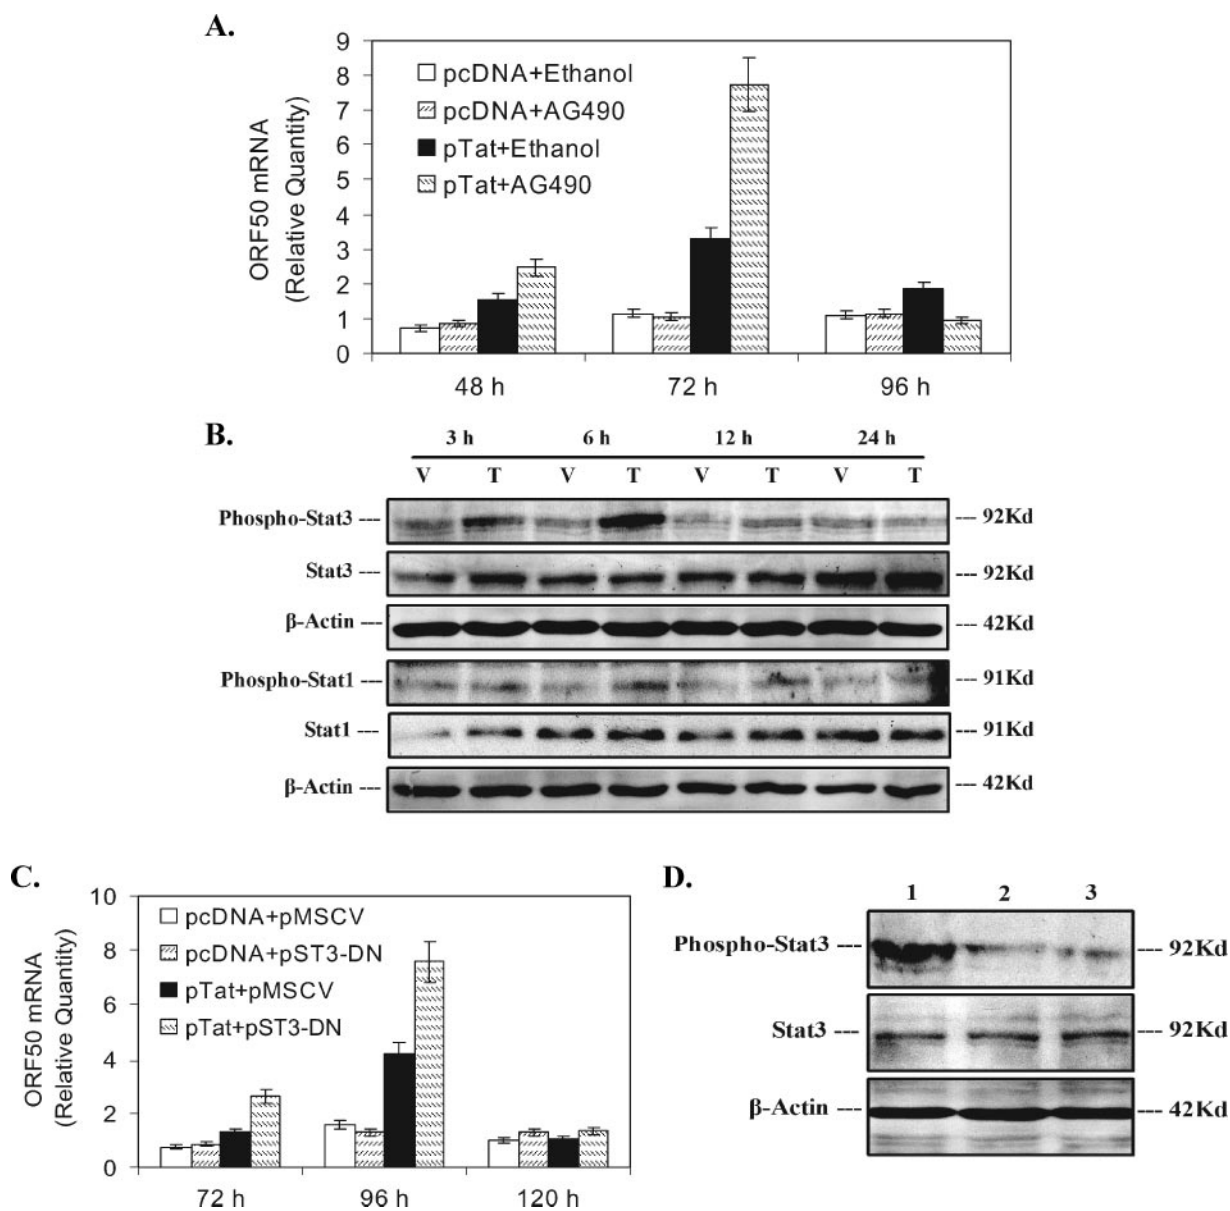 A.
9
8
7
6
5
4
3
2
1
0
ORF50 mRNA
(Relative Quantity)
pcDNA+Ethanol
pcDNA+AG490
pTat+Ethanol
pTat+AG490
48 h 72 h 96 h
B.
3 h 6 h 12 h 24 h
V T V T V T V T
Phospho-Stat3 --- --- 92Kd
Stat3 --- --- 92Kd
β-Actin --- --- 42Kd
Phospho-Stat1 --- --- 91Kd
Stat1 --- --- 91Kd
β-Actin --- --- 42Kd
C.
10
8
6
4
2
0
ORF50 mRNA
(Relative Quantity)
pcDNA+pMSCV
pcDNA+pST3-DN
pTat+pMSCV
pTat+pST3-DN
72 h 96 h 120 h
D.
1 2 3
Phospho-Stat3 --- --- 92Kd
Stat3 --- --- 92Kd
β-Actin --- --- 42Kd